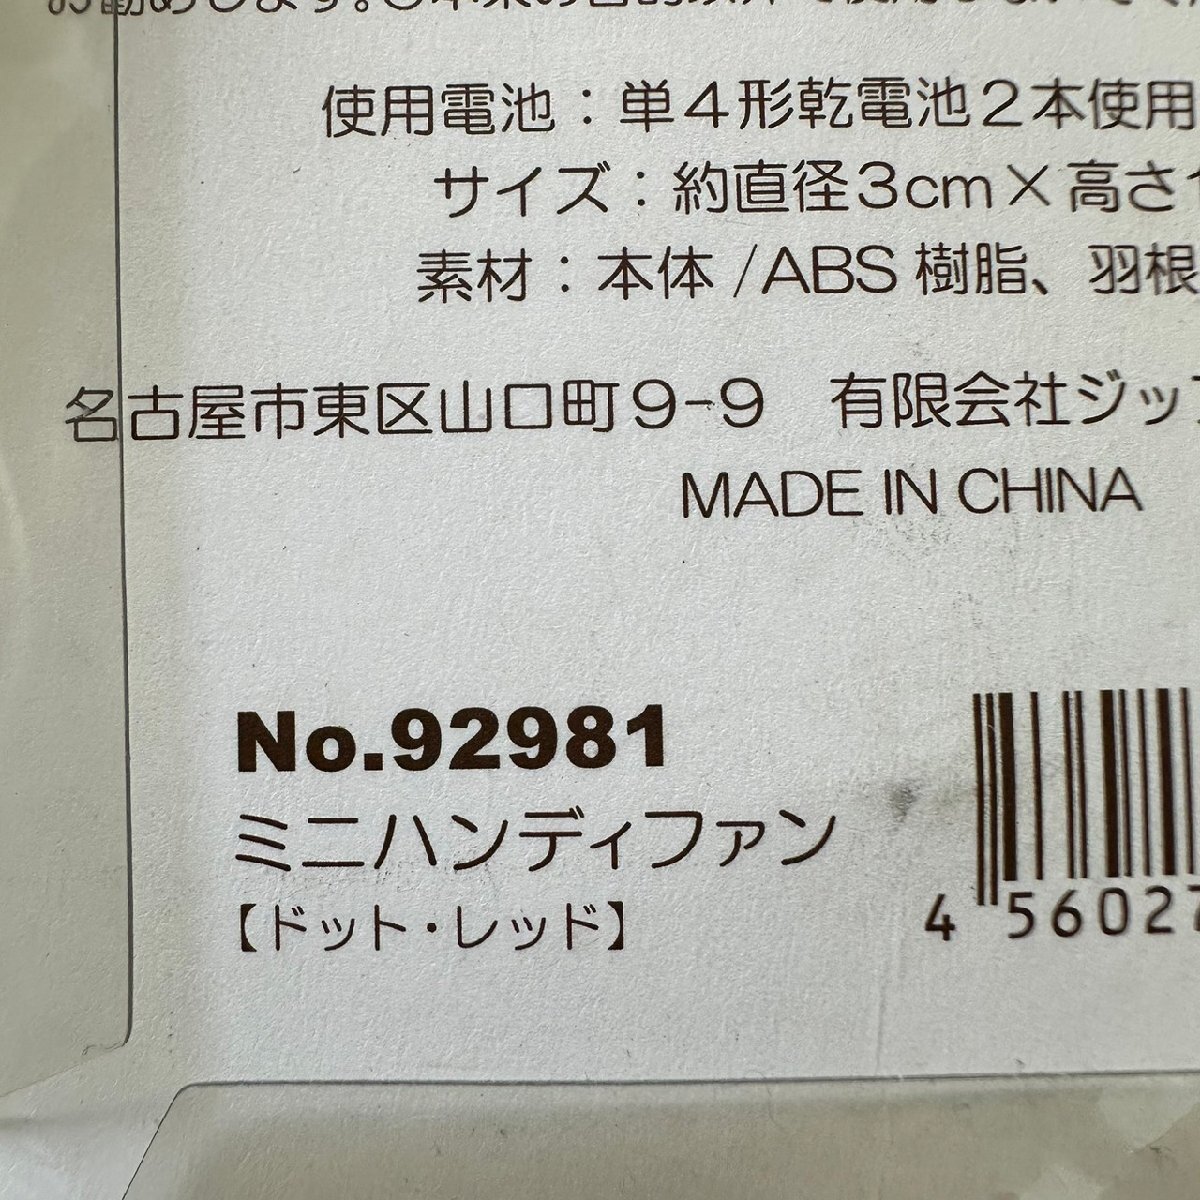 使用電池：単4形乾電池2本使用
サイズ：約直径3cm×高さ
素材：本体/ABS樹脂、羽根
名古屋市東区山口町9-9　有限会社ジッ
MADE IN CHINA
No.92981
ミニハンディファン
【ドット・レッド】
4 56027